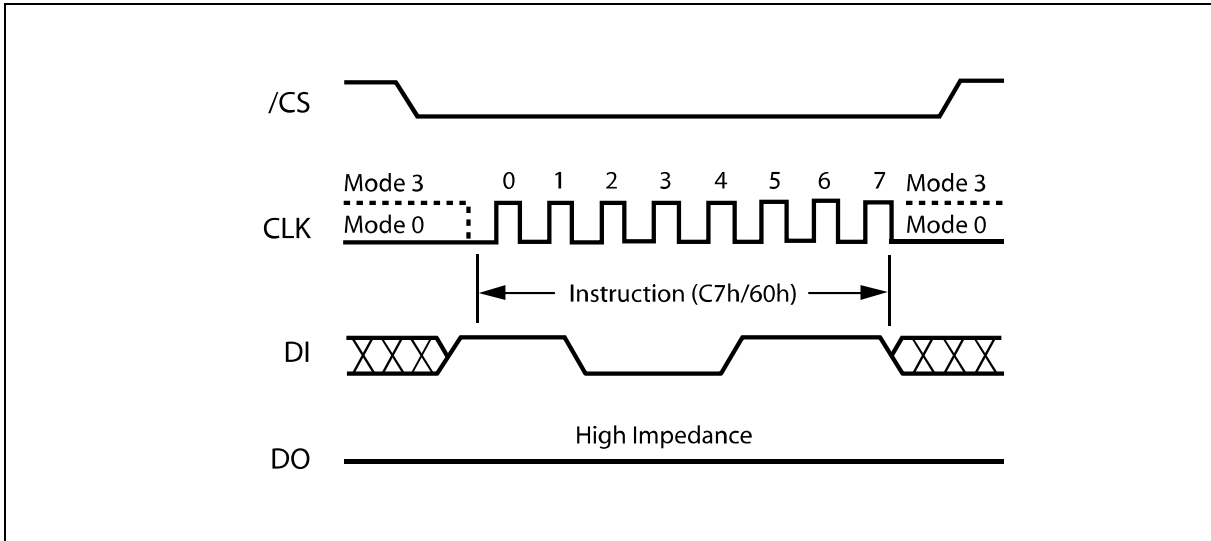 /CS
Mode 3 0 1 2 3 4 5 6 7 Mode 3
CLK Mode 0 Mode 0
Instruction (C7h/60h)
DI
High Impedance
DO